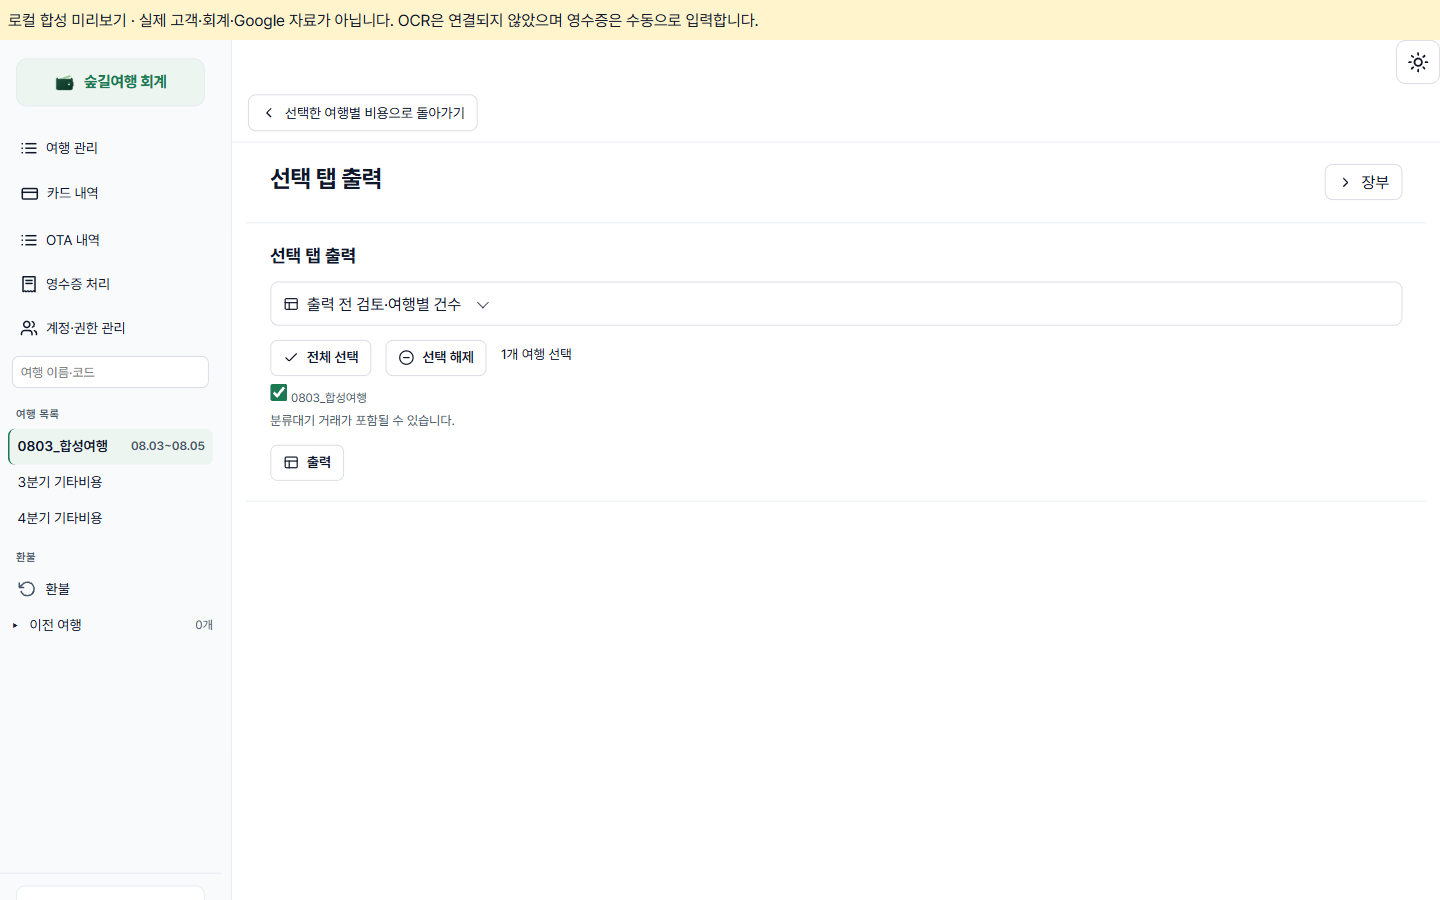 로컬 합성 미리보기 · 실제 고객·회계·Google 자료가 아닙니다. OCR은 연결되지 않았으며 영수증은 수동으로 입력합니다.
숲길여행 회계
여행 관리
카드 내역
OTA 내역
영수증 처리
계정·권한 관리
여행 이름·코드
여행 목록
0803_합성여행 08.03~08.05
3분기 기타비용
4분기 기타비용
환불
환불
이전 여행 0개
선택한 여행별 비용으로 돌아가기
선택 탭 출력
장부
선택 탭 출력
출력 전 검토·여행별 건수
전체 선택 선택 해제 1개 여행 선택
0803_합성여행
분류대기 거래가 포함될 수 있습니다.
출력